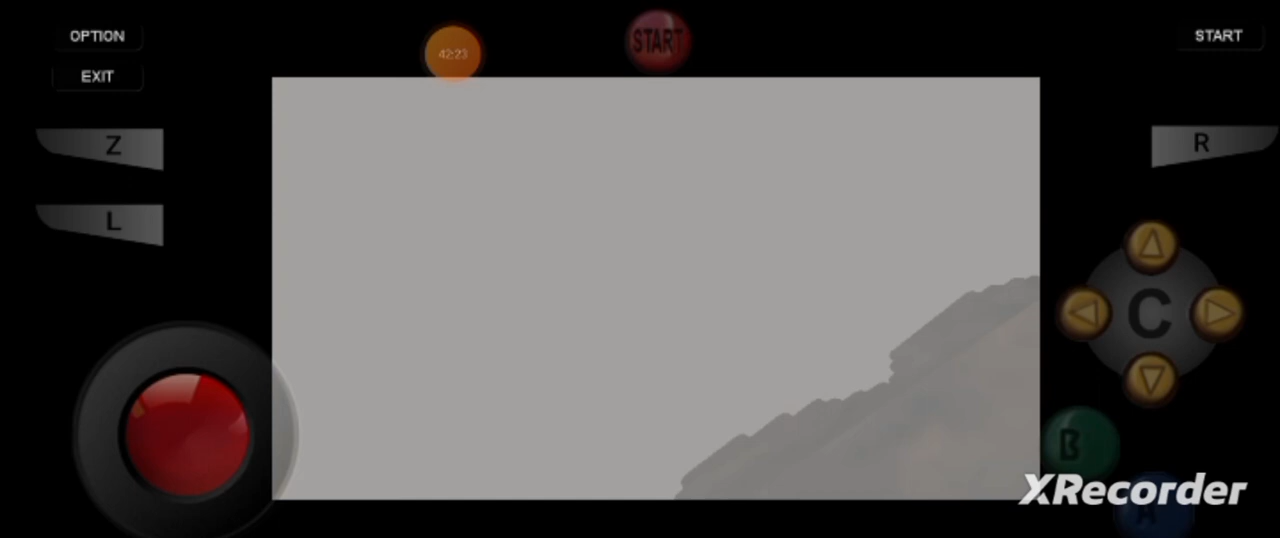 OPTION
START
42:23
START
EXIT
Z
R
L
C
B
A
XRecorder